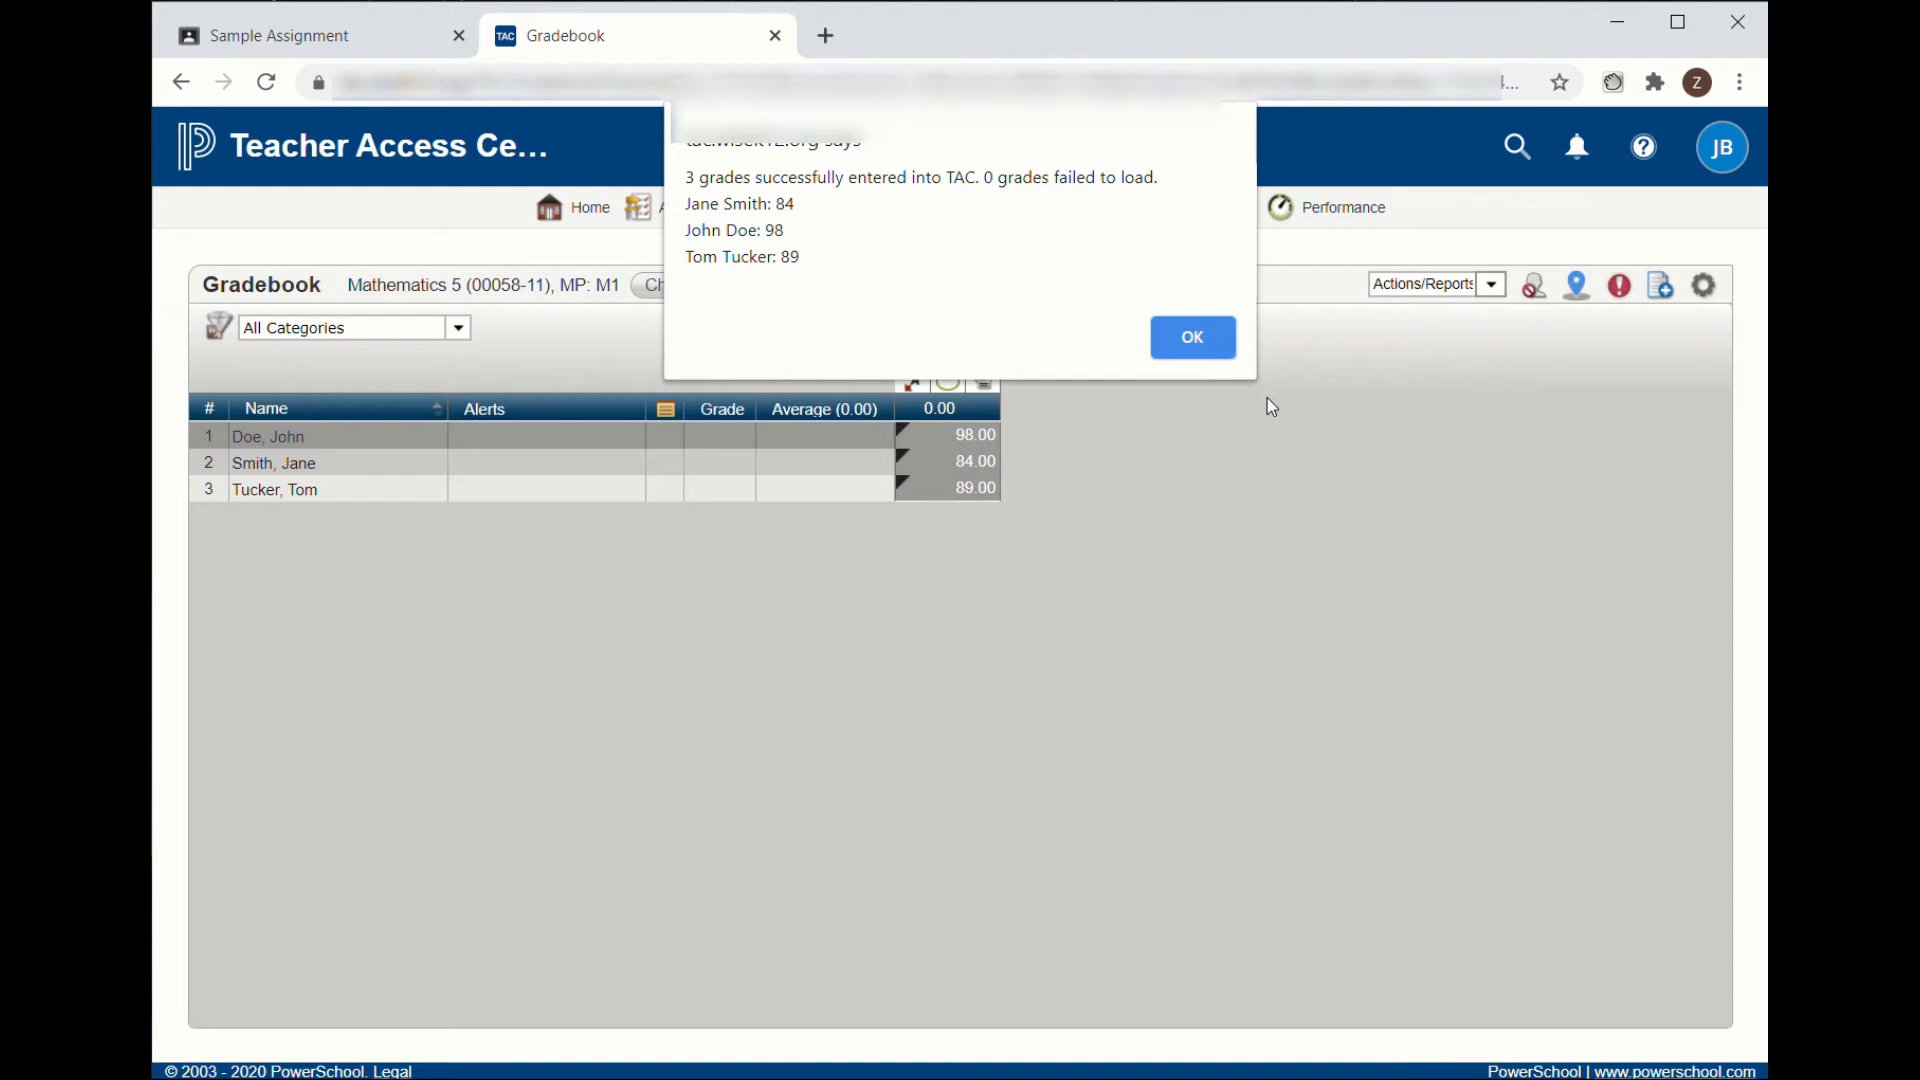 Sample Assignment
Gradebook
Z
Teacher Access Ce...
JB
says
3 grades successfully entered into TAC. 0 grades failed to load.
Jane Smith: 84
John Doe: 98
Tom Tucker: 89
OK
Home
Performance
Gradebook
Mathematics 5 (00058-11), MP: M1
Ch
Actions/Reports
All Categories
# Name Alerts Grade Average (0.00) 0.00
1 Doe, John 98.00
2 Smith, Jane 84.00
3 Tucker, Tom 89.00
© 2003 - 2020 PowerSchool. Legal
PowerSchool | www.powerschool.com